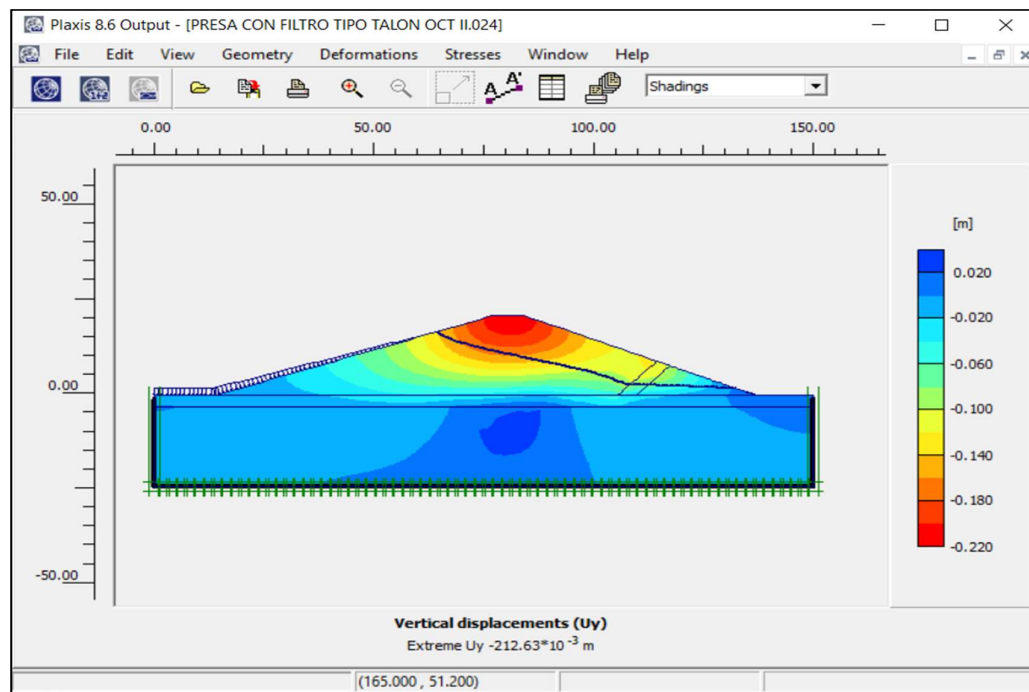 Plaxis 8.6 Output - [PRESA CON FILTRO TIPO TALON OCT II.024]
File Edit View Geometry Deformations Stresses Window Help
1+2
A A'
Shadings
0.00 50.00 100.00 150.00
50.00
0.00
-50.00
[m]
0.020
-0.020
-0.060
-0.100
-0.140
-0.180
-0.220
Vertical displacements (Uy)
Extreme Uy -212.63*10 -3 m
(165.000 , 51.200)